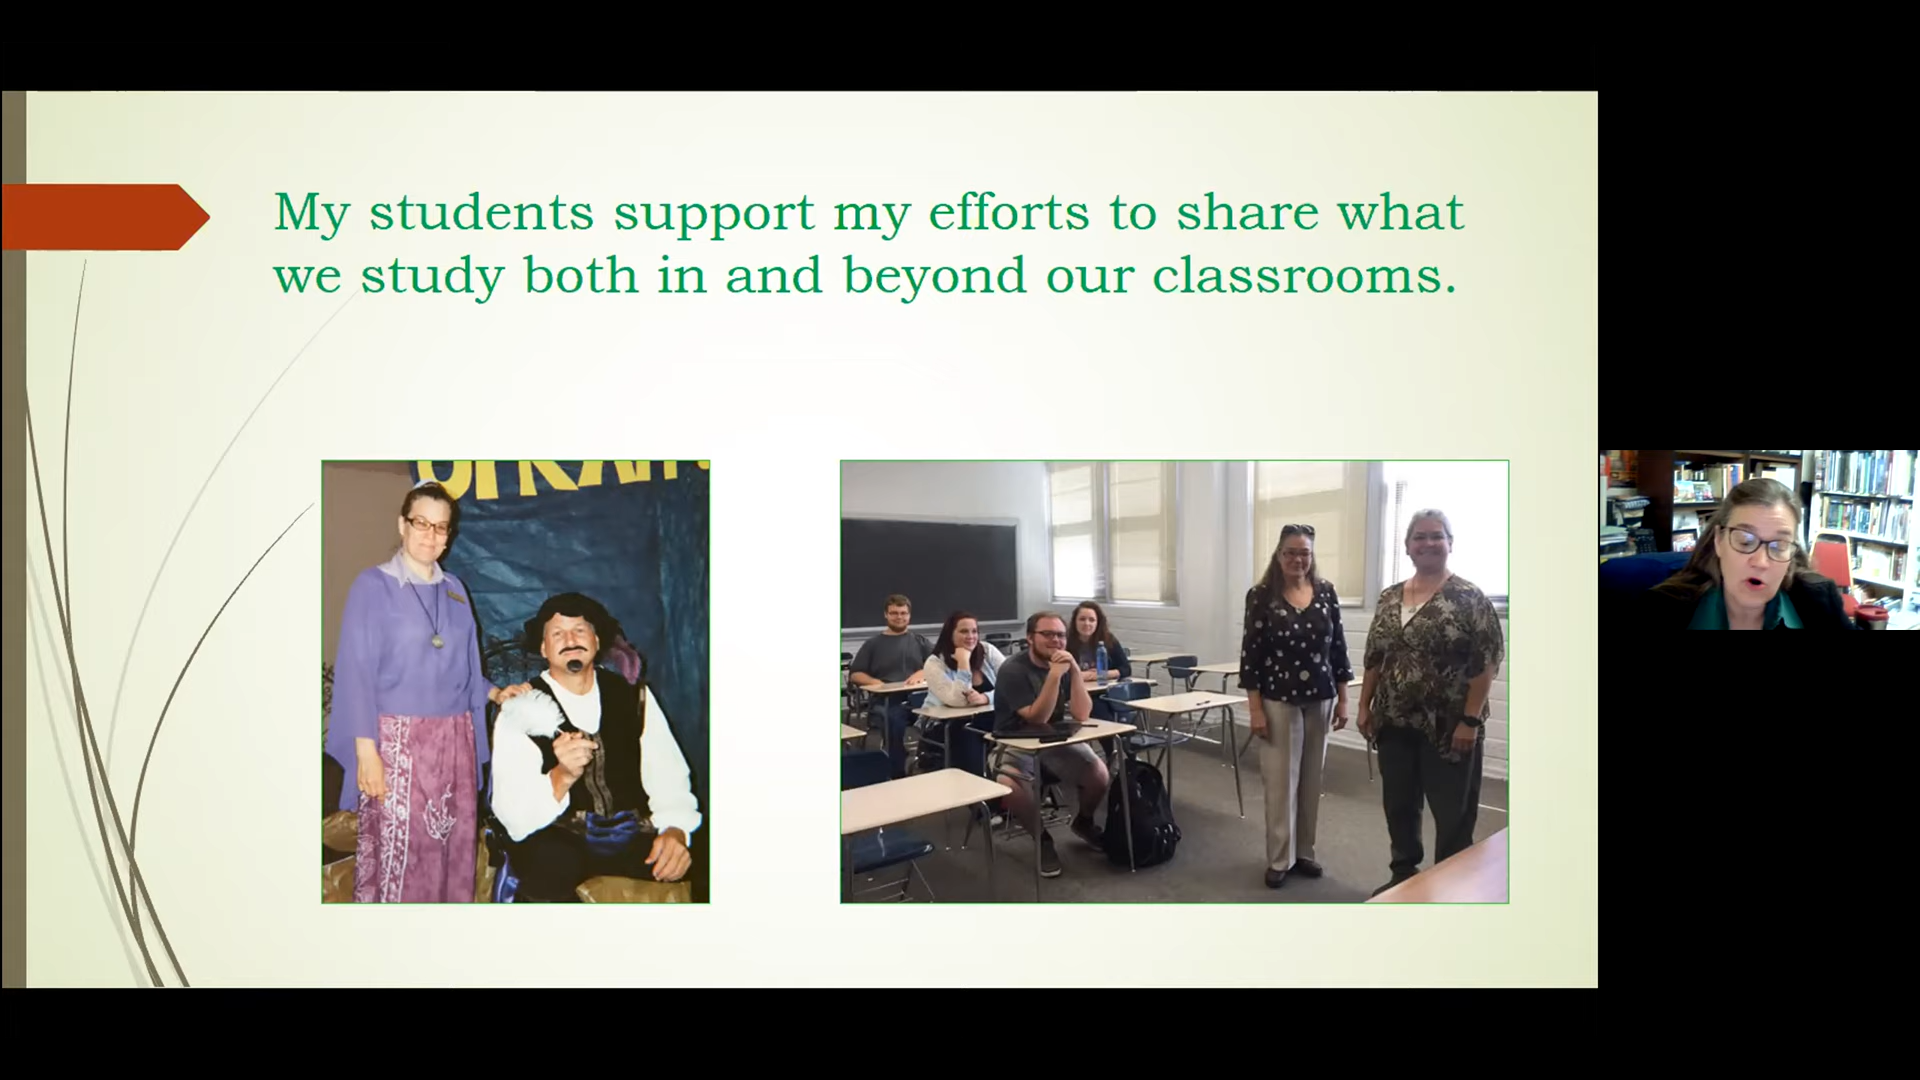 My students support my efforts to share what
we study both in and beyond our classrooms.